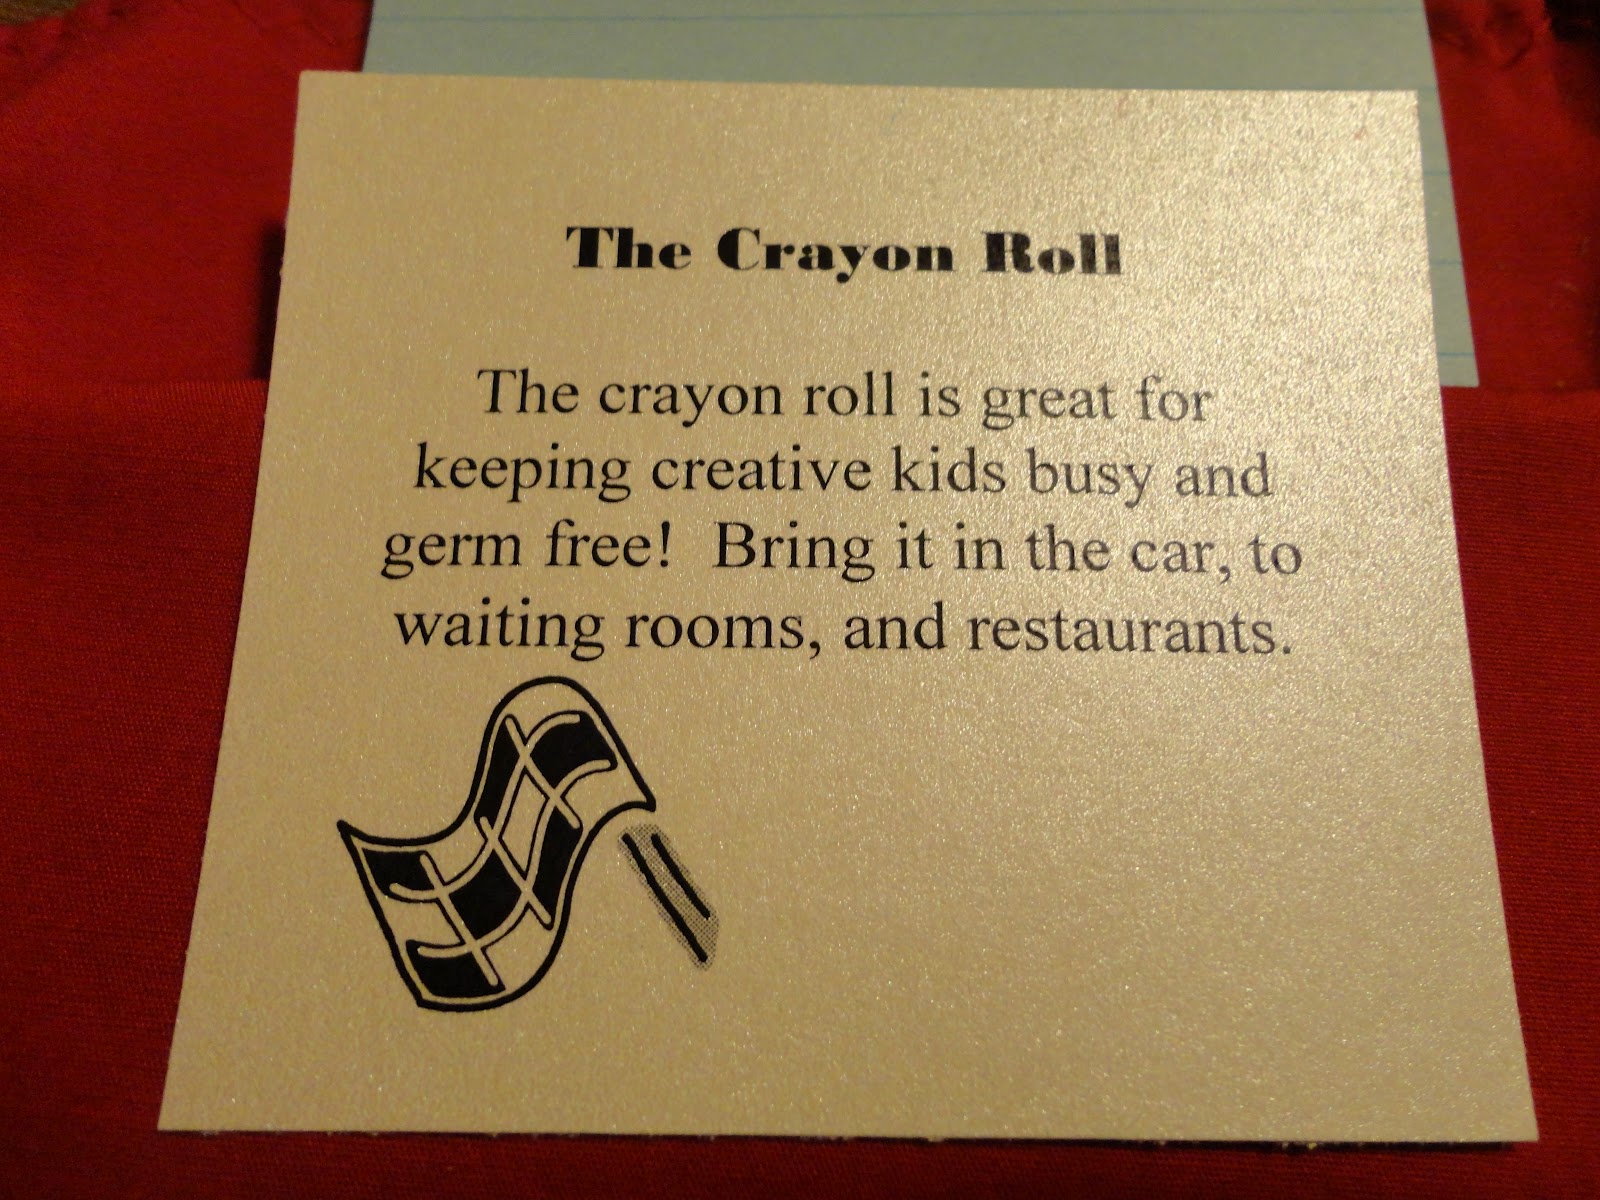 The Crayon Roll
The crayon roll is great for
keeping creative kids busy and
germ free!  Bring it in the car, to
waiting rooms, and restaurants.